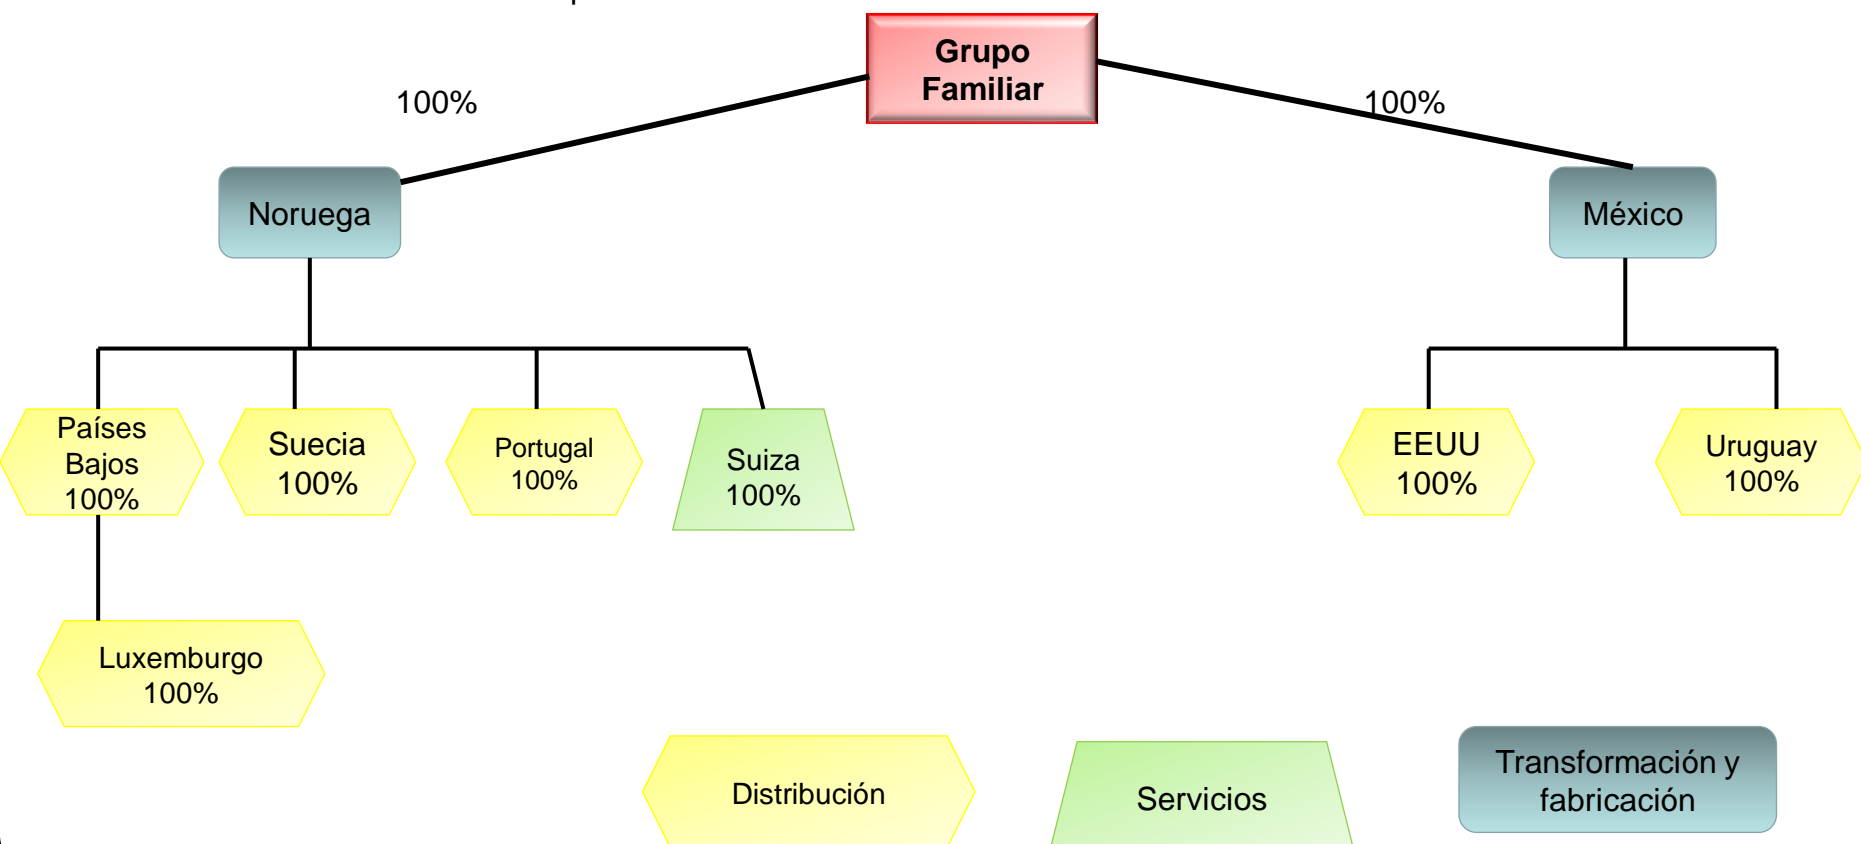 Grupo
Familiar
100%
100%
Noruega
México
Países
Bajos
100%
Suecia
100%
Portugal
100%
Suiza
100%
EEUU
100%
Uruguay
100%
Luxemburgo
100%
Distribución
Servicios
Transformación y
fabricación